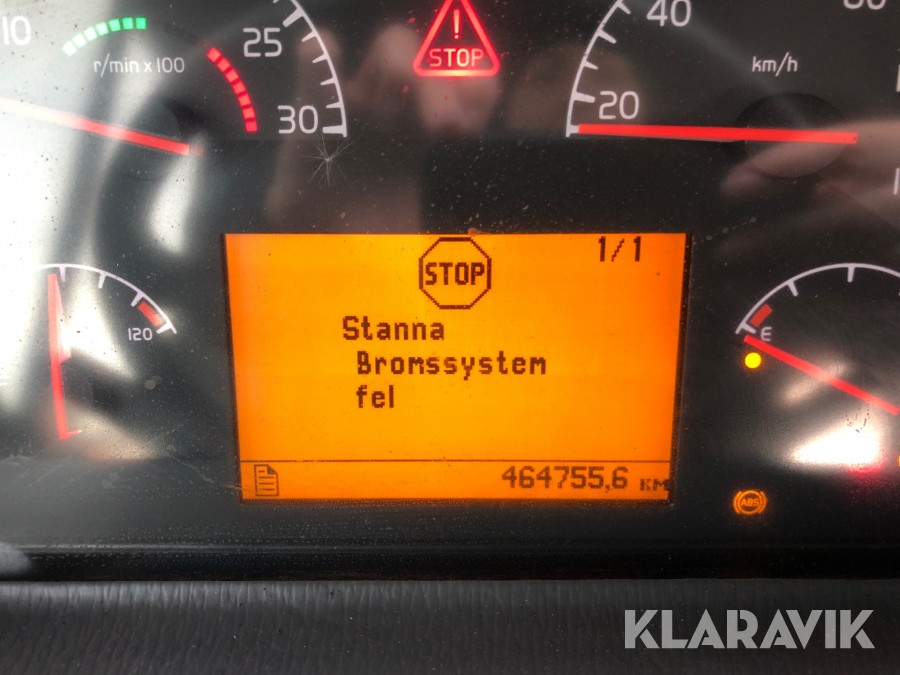 10
25
30
r/min x 100
STOP
40
20
km/h
1/1
STOP
Stanna
Bromssystem
fel
464755,6 KM
120
E
ABS
KLARAVIK